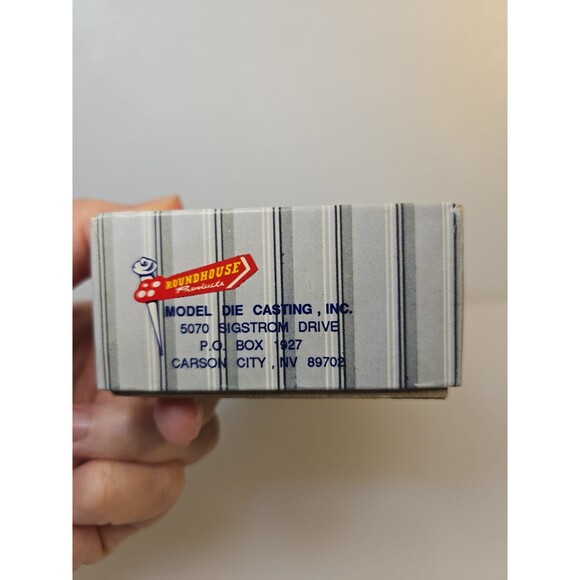 ROUNDHOUSE
Products
MODEL DIE CASTING, INC.
5070 SIGSTROM DRIVE
P.O. BOX 1927
CARSON CITY, NV 89702